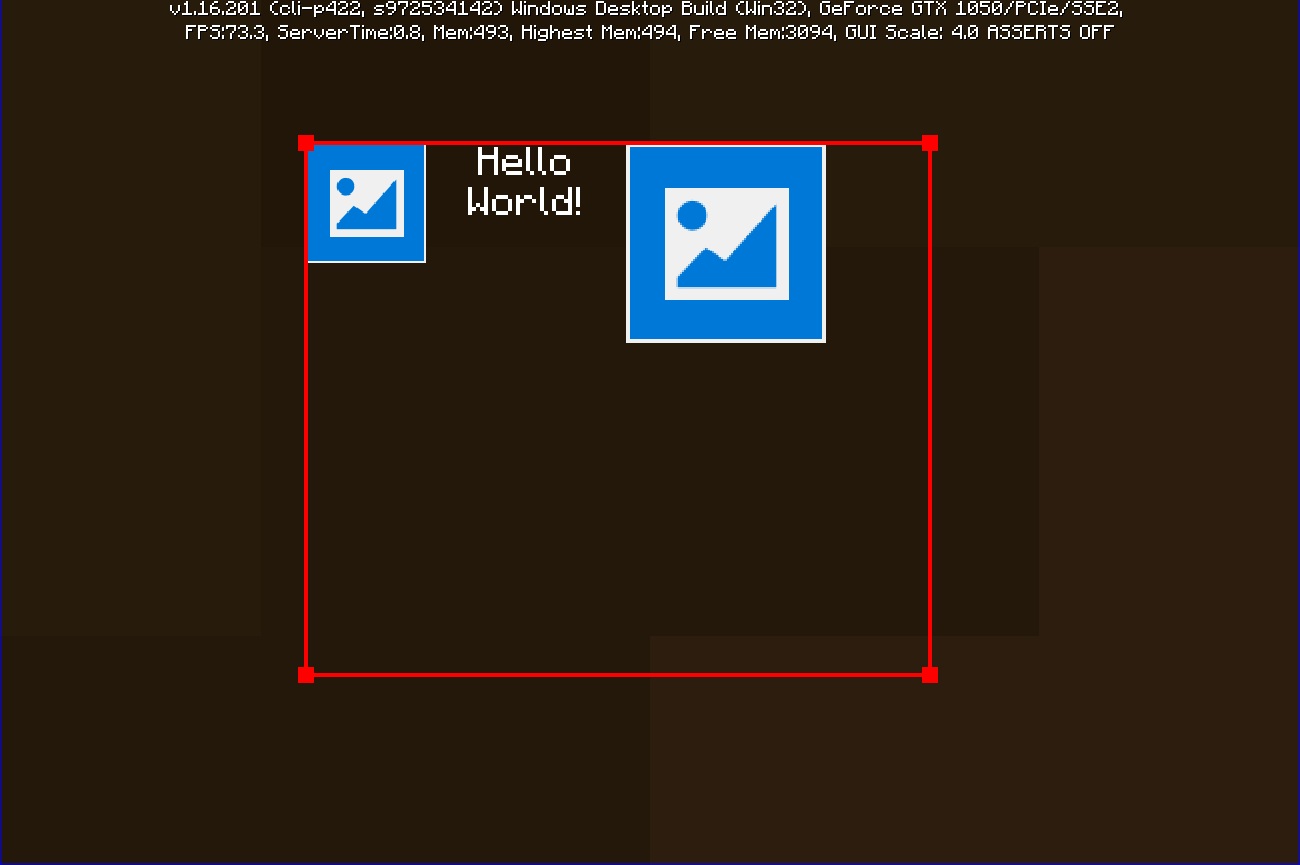 v1.16.201 (cli-p422, s972534142) Windows Desktop Build (Win32), GeForce GTX 1050/PCIe/SSE2,
FPS:73.3, ServerTime:0.8, Mem:493, Highest Mem:494, Free Mem:3094, GUI Scale: 4.0 ASSERTS OFF
Hello
World!